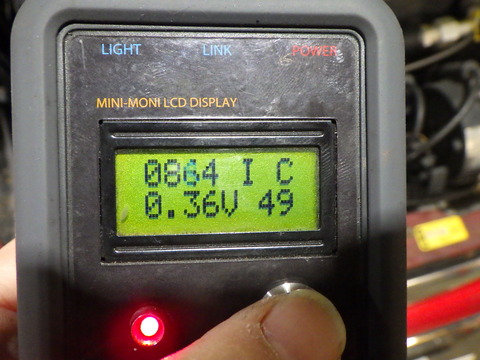 LIGHT LINK POWER
MINI-MONI LCD DISPLAY
0864 I C
0.36V 49